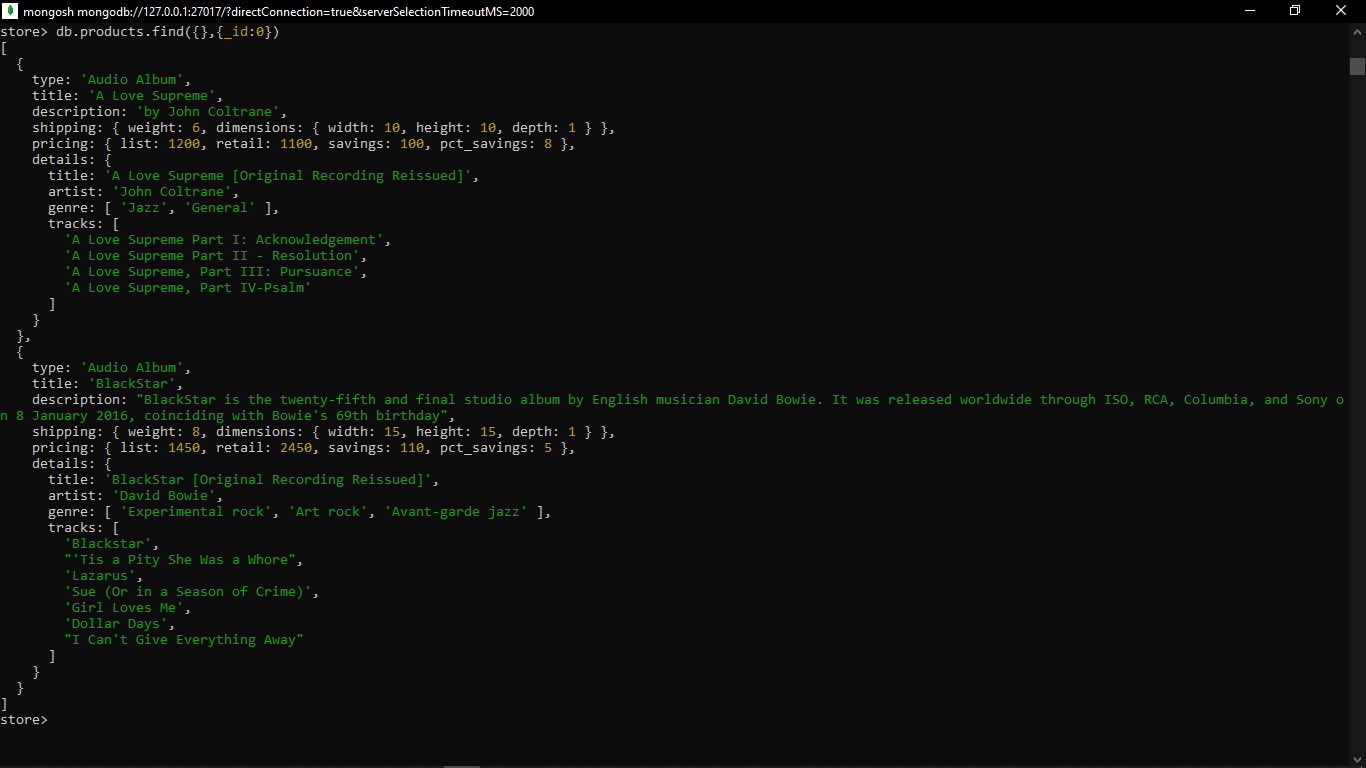 mongosh mongodb://127.0.0.1:27017/?directConnection=true&serverSelectionTimeoutMS=2000
store> db.products.find({},{_id:0})
[
  {
    type: 'Audio Album',
    title: 'A Love Supreme',
    description: 'by John Coltrane',
    shipping: { weight: 6, dimensions: { width: 10, height: 10, depth: 1 } },
    pricing: { list: 1200, retail: 1100, savings: 100, pct_savings: 8 },
    details: {
      title: 'A Love Supreme [Original Recording Reissued]',
      artist: 'John Coltrane',
      genre: [ 'Jazz', 'General' ],
      tracks: [
        'A Love Supreme Part I: Acknowledgement',
        'A Love Supreme Part II - Resolution',
        'A Love Supreme, Part III: Pursuance',
        'A Love Supreme, Part IV-Psalm'
      ]
    }
  },
  {
    type: 'Audio Album',
    title: 'BlackStar',
    description: "BlackStar is the twenty-fifth and final studio album by English musician David Bowie. It was released worldwide through ISO, RCA, Columbia, and Sony o
n 8 January 2016, coinciding with Bowie's 69th birthday",
    shipping: { weight: 8, dimensions: { width: 15, height: 15, depth: 1 } },
    pricing: { list: 1450, retail: 2450, savings: 110, pct_savings: 5 },
    details: {
      title: 'BlackStar [Original Recording Reissued]',
      artist: 'David Bowie',
      genre: [ 'Experimental rock', 'Art rock', 'Avant-garde jazz' ],
      tracks: [
        'Blackstar',
        "'Tis a Pity She Was a Whore",
        'Lazarus',
        'Sue (Or in a Season of Crime)',
        'Girl Loves Me',
        'Dollar Days',
        "I Can't Give Everything Away"
      ]
    }
  }
]
store>